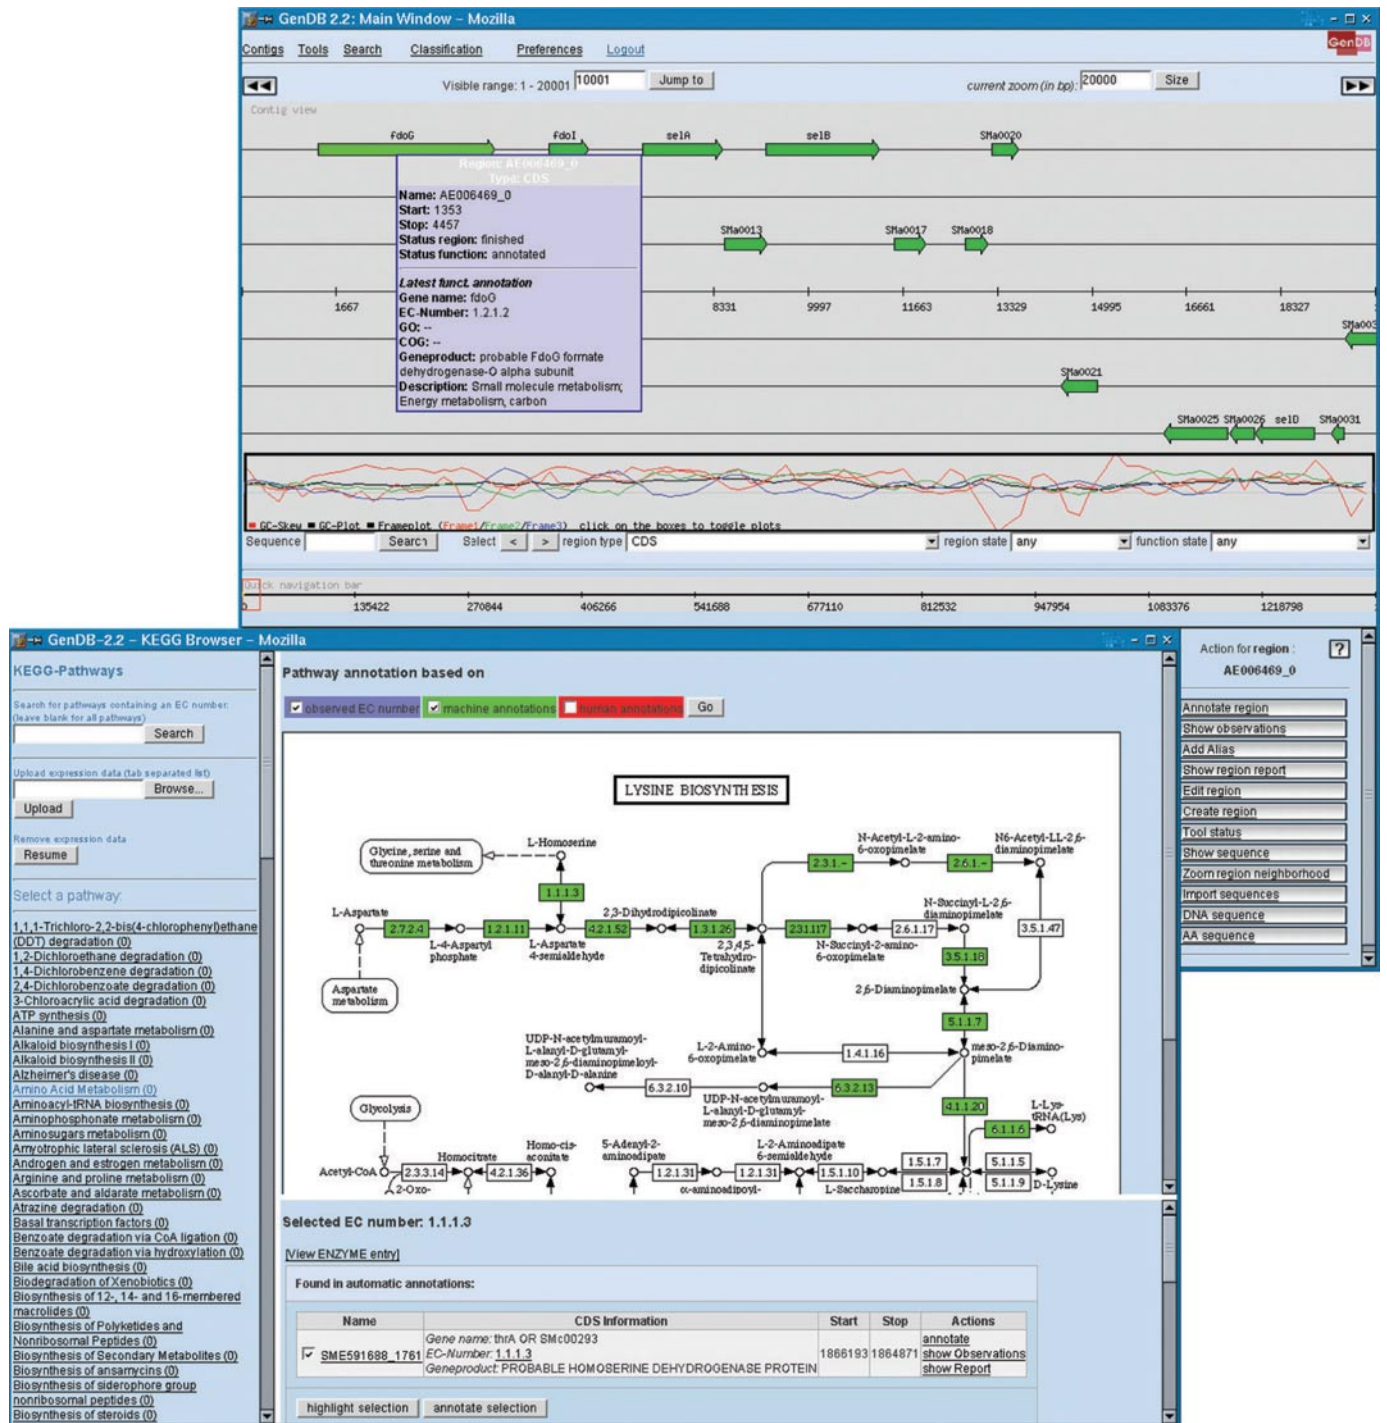 GenDB 2.2: Main Window – Mozilla
Contigs Tools Search Classification Preferences Logout
GenDB
Visible range: 1 - 20001 10001 Jump to current zoom (in bp): 20000 Size
Contig view
fdoG fdoI selA selB SMa0020
Region: AE006469_0
Type: CDS
Name: AE006469_0
Start: 1353
Stop: 4457
Status region: finished
Status function: annotated
Latest funct. annotation
Gene name: fdoG
EC-Number: 1.2.1.2
GO: --
COG: --
Geneproduct: probable FdoG formate
dehydrogenase-O alpha subunit
Description: Small molecule metabolism;
Energy metabolism, carbon
SMa0013 SMa0017 SMa0018
1667 8331 9997 11663 13329 14995 16661 18327
SMa003
SMa0021
SMa0025 SMa0026 selD SMa0031
GC-Skew GC-Plot Frameplot (Frame1/Frame2/Frame3) click on the boxes to toggle plots
Sequence Search Select < > region type CDS region state any function state any
Quick navigation bar
0 135422 270844 406266 541688 677110 812532 947954 1083376 1218798
GenDB-2.2 – KEGG Browser – Mozilla
KEGG-Pathways
Search for pathways containing an EC number:
(leave blank for all pathways)
Search
Upload expression data (tab separated list)
Browse...
Upload
Remove expression data
Resume
Select a pathway:
1,1,1-Trichloro-2,2-bis(4-chlorophenyl)ethane
(DDT) degradation (0)
1,2-Dichloroethane degradation (0)
1,4-Dichlorobenzene degradation (0)
2,4-Dichlorobenzoate degradation (0)
3-Chloroacrylic acid degradation (0)
ATP synthesis (0)
Alanine and aspartate metabolism (0)
Alkaloid biosynthesis I (0)
Alkaloid biosynthesis II (0)
Alzheimer's disease (0)
Amino Acid Metabolism (0)
Aminoacyl-tRNA biosynthesis (0)
Aminophosphonate metabolism (0)
Aminosugars metabolism (0)
Amyotrophic lateral sclerosis (ALS) (0)
Androgen and estrogen metabolism (0)
Arginine and proline metabolism (0)
Ascorbate and aldarate metabolism (0)
Atrazine degradation (0)
Basal transcription factors (0)
Benzoate degradation via CoA ligation (0)
Benzoate degradation via hydroxylation (0)
Bile acid biosynthesis (0)
Biodegradation of Xenobiotics (0)
Biosynthesis of 12-, 14- and 16-membered
macrolides (0)
Biosynthesis of Polyketides and
Nonribosomal Peptides (0)
Biosynthesis of Secondary Metabolites (0)
Biosynthesis of ansamycins (0)
Biosynthesis of siderophore group
nonribosomal peptides (0)
Biosynthesis of steroids (0)
Pathway annotation based on
observed EC number machine annotations human annotations Go
LYSINE BIOSYNTHESIS
Glycine, serine and
threonine metabolism
L-Homoserine
N-Acetyl-L-2-amino-
6-oxopimelate
N6-Acetyl-LL-2,6-
diaminopimelate
2.3.1.- 2.6.1.-
1.1.1.3
L-Aspartate
2,3-Dihydrodipicolinate
N-Succinyl-L-2,6-
diaminopimelate
2.7.2.4 1.2.1.11 4.2.1.52 1.3.1.26 2.3.1.117 2.6.1.17 3.5.1.47
L-4-Aspartyl
phosphate
L-Aspartate
4-semialdehyde
2,3,4,5-
Tetrahydro-
dipicolinate
N-Succinyl-2-amino-
6-oxopimelate
3.5.1.18
Aspartate
metabolism
2,6-Diaminopimelate
5.1.1.7
UDP-N-acetylmuramoyl-
L-alanyl-D-glutamyl-
meso-2,6-diaminopimeloyl-
D-alanyl-D-alanine
L-2-Amino-
6-oxopimelate
1.4.1.16
meso-2,6-Diamino-
pimelate
6.3.2.10 6.3.2.13
UDP-N-acetylmuramoyl-
L-alanyl-D-glutamyl-
meso-2,6-diaminopimelate
4.1.1.20
L-Lys-
tRNA(Lys)
6.1.1.6
Glycolysis
Acetyl-CoA 2.3.3.14 Homocitrate 4.2.1.36 Homo-cis-
aconitate
5-Adenyl-2-
aminoadipate
L-2-Aminoadipate
6-semialdehyde
1.2.1.31 1.2.1.31 1.5.1.10 1.5.1.7 5.1.1.5
1.5.1.8 5.1.1.9
2-Oxo- α-aminoadipoyl- L-Saccharopine D-Lysine
Selected EC number: 1.1.1.3
[View ENZYME entry]
Found in automatic annotations:
Name CDS Information Start Stop Actions
SME591688_1761
Gene name: thrA OR SMc00293
EC-Number: 1.1.1.3
Geneproduct: PROBABLE HOMOSERINE DEHYDROGENASE PROTEIN
1866193 1864871
annotate
show Observations
show Report
highlight selection annotate selection
Action for region :
?
AE006469_0
Annotate region
Show observations
Add Alias
Show region report
Edit region
Create region
Tool status
Show sequence
Zoom region neighborhood
Import sequences
DNA sequence
AA sequence